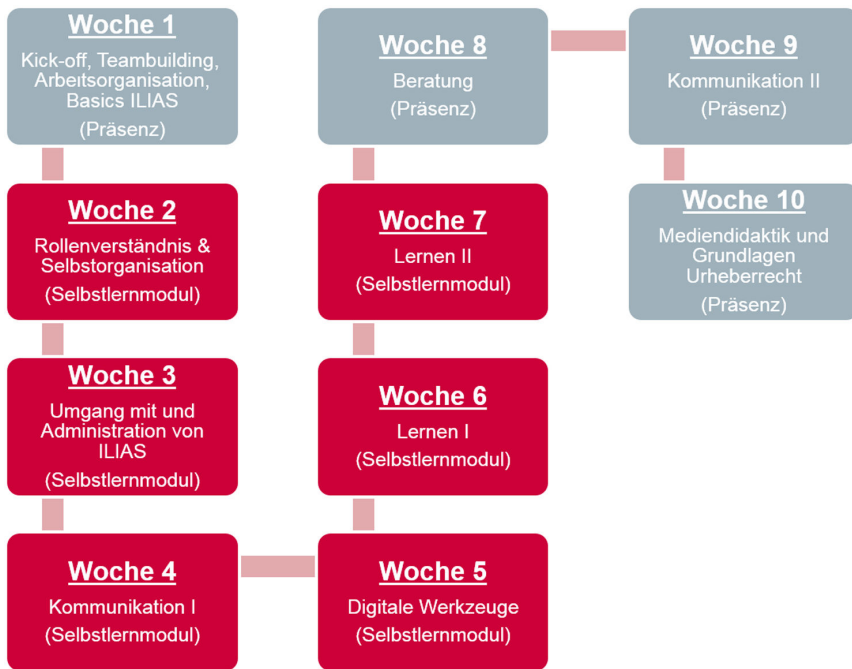 Woche 1
Kick-off, Teambuilding,
Arbeitsorganisation,
Basics ILIAS
(Präsenz)
Woche 2
Rollenverständnis &
Selbstorganisation
(Selbstlernmodul)
Woche 3
Umgang mit und
Administration von
ILIAS
(Selbstlernmodul)
Woche 4
Kommunikation I
(Selbstlernmodul)
Woche 5
Digitale Werkzeuge
(Selbstlernmodul)
Woche 6
Lernen I
(Selbstlernmodul)
Woche 7
Lernen II
(Selbstlernmodul)
Woche 8
Beratung
(Präsenz)
Woche 9
Kommunikation II
(Präsenz)
Woche 10
Mediendidaktik und
Grundlagen
Urheberrecht
(Präsenz)